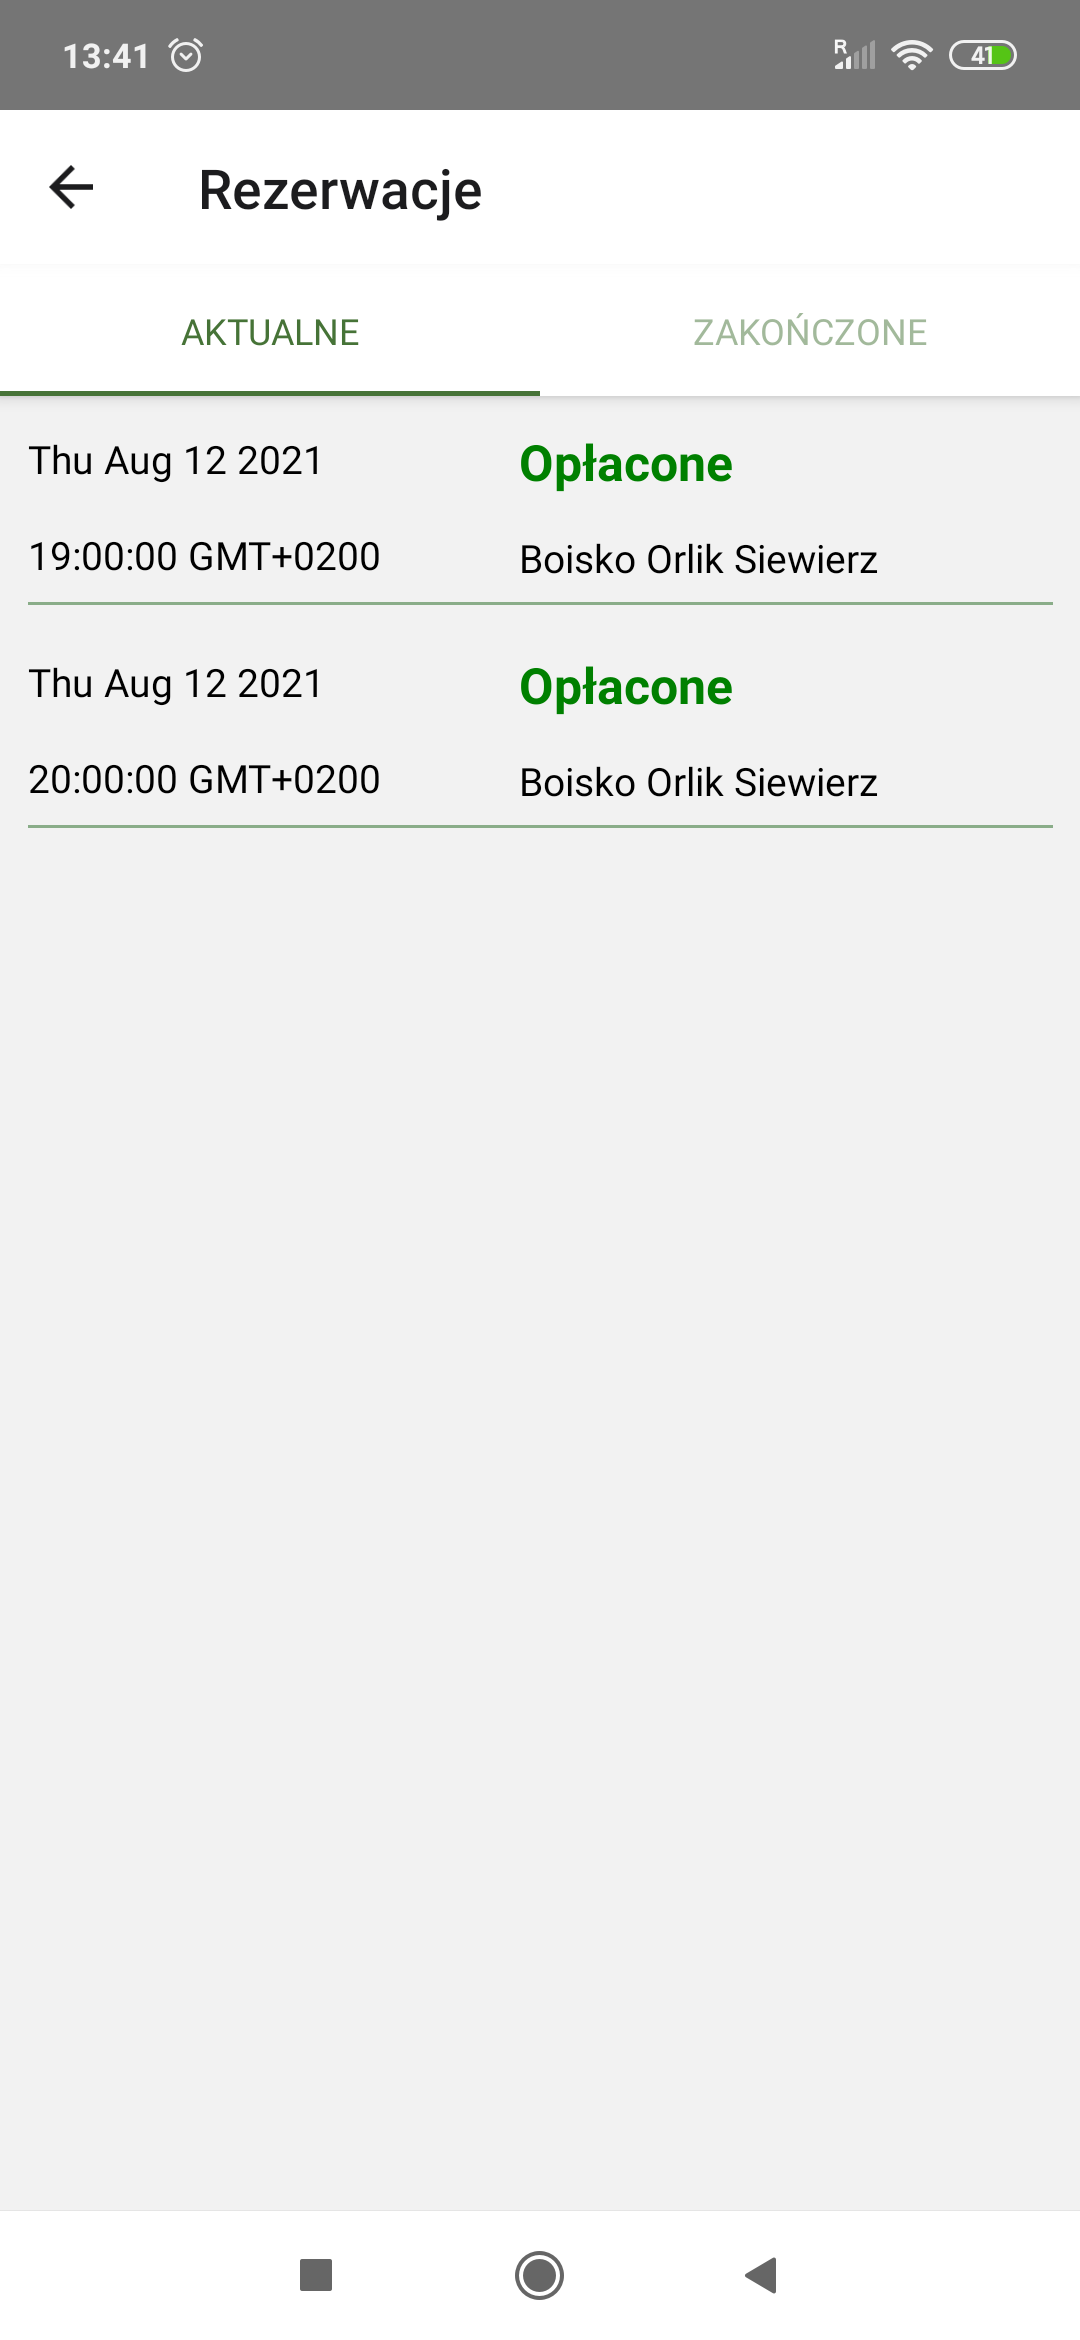 13:41
R
41
Rezerwacje
AKTUALNE
ZAKOŃCZONE
Thu Aug 12 2021
Opłacone
19:00:00 GMT+0200
Boisko Orlik Siewierz
Thu Aug 12 2021
Opłacone
20:00:00 GMT+0200
Boisko Orlik Siewierz